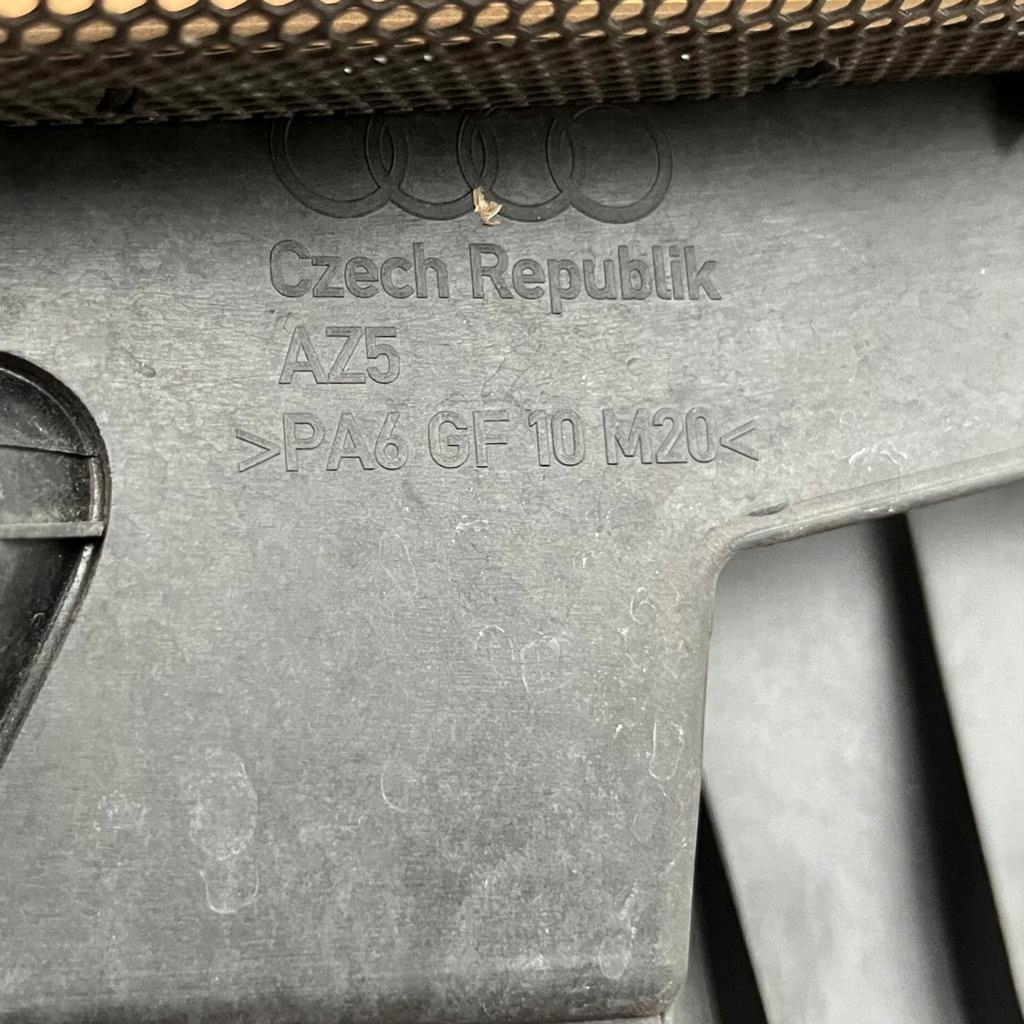 Czech Republik
AZ5
>PA6 GF 10 M20<